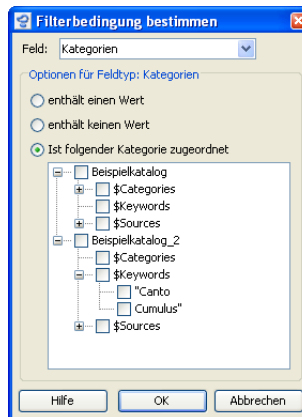 Filterbedingung bestimmen
Feld: Kategorien
Optionen für Feldtyp: Kategorien
enthält einen Wert
enthält keinen Wert
Ist folgender Kategorie zugeordnet
Beispielkatalog
$Categories
$Keywords
$Sources
Beispielkatalog_2
$Categories
$Keywords
"Canto
Cumulus"
$Sources
Hilfe OK Abbrechen